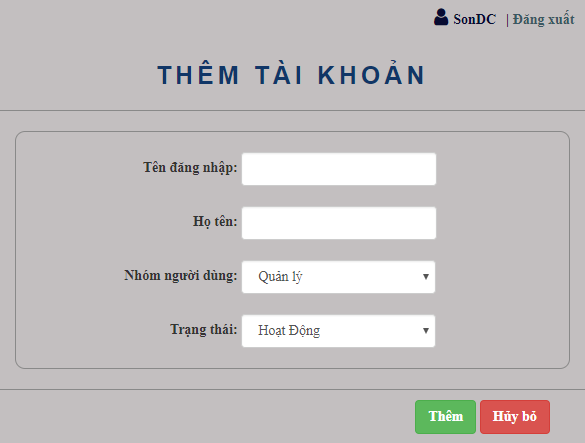 SonDC | Đăng xuất
THÊM TÀI KHOẢN
Tên đăng nhập:
Họ tên:
Nhóm người dùng: Quản lý
Trạng thái: Hoạt Động
Thêm Hủy bỏ